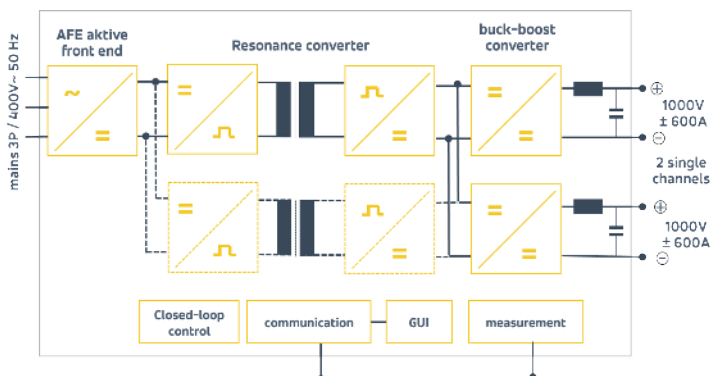 AFE aktive
front end
Resonance converter
buck-boost
converter
mains 3P / 400V~ 50 Hz
~
=
=
⊕
1000V
± 600A
⊖
2 single
channels
⊕
1000V
± 600A
⊖
Closed-loop
control
communication
GUI
measurement